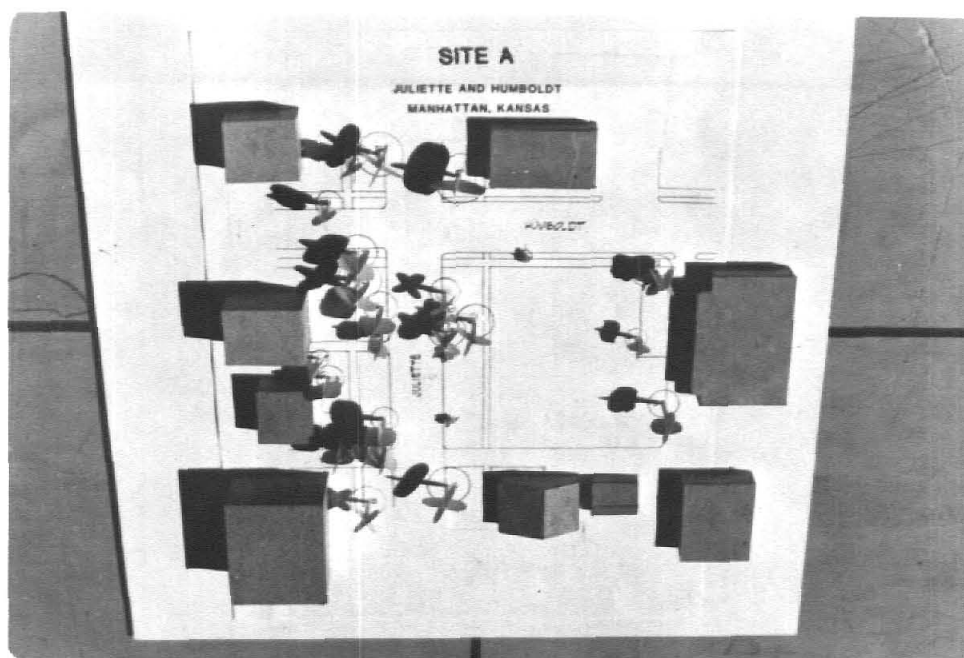 SITE A
JULIETTE AND HUMBOLDT
MANHATTAN, KANSAS
HUMBOLDT
JULIETTE